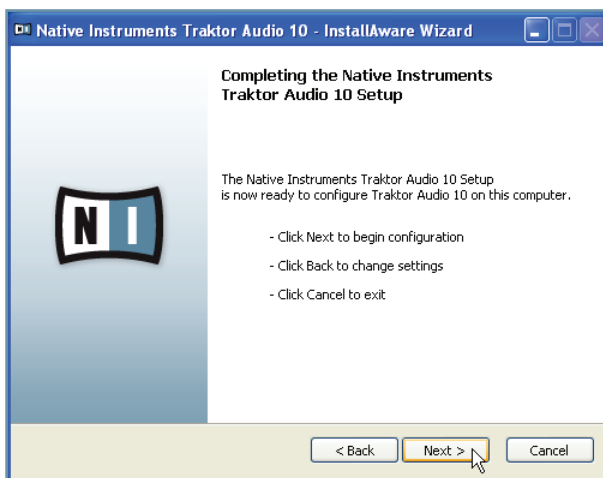 Native Instruments Traktor Audio 10 - InstallAware Wizard
Completing the Native Instruments
Traktor Audio 10 Setup
The Native Instruments Traktor Audio 10 Setup
is now ready to configure Traktor Audio 10 on this computer.
- Click Next to begin configuration
- Click Back to change settings
- Click Cancel to exit
NI
< Back Next > Cancel